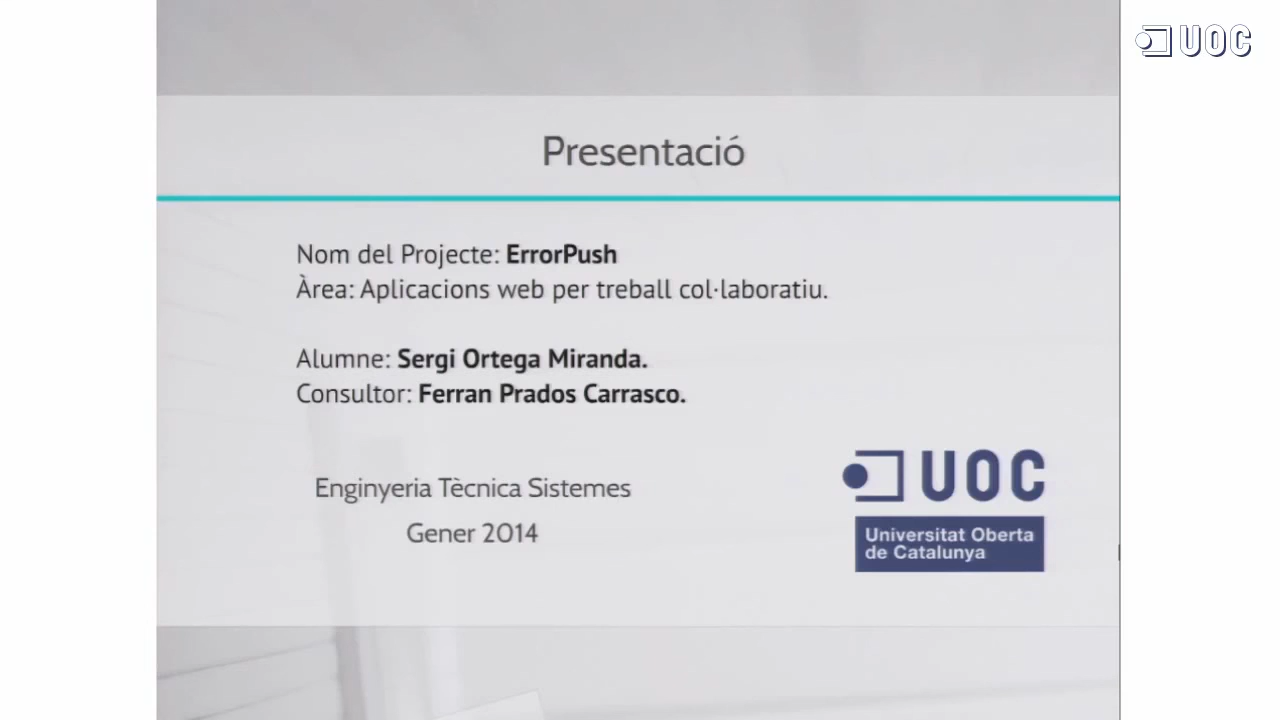 UOC
Presentació
Nom del Projecte: ErrorPush
Àrea: Aplicacions web per treball col·laboratiu.
Alumne: Sergi Ortega Miranda.
Consultor: Ferran Prados Carrasco.
Enginyeria Tècnica Sistemes
Gener 2014
UOC
Universitat Oberta
de Catalunya